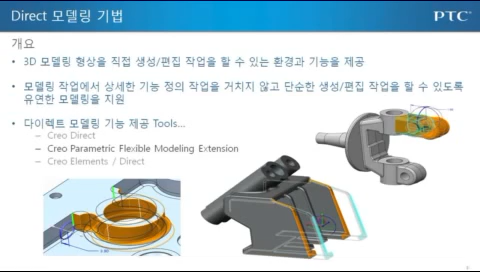 Direct 모델링 기법
PTC
개요
• 3D 모델링 형상을 직접 생성/편집 작업을 할 수 있는 환경과 기능을 제공
• 모델링 작업에서 상세한 기능 정의 작업을 거치지 않고 단순한 생성/편집 작업을 할 수 있도록
유연한 모델링을 지원
• 다이렉트 모델링 기능 제공 Tools...
– Creo Direct
– Creo Parametric Flexible Modeling Extension
– Creo Elements / Direct